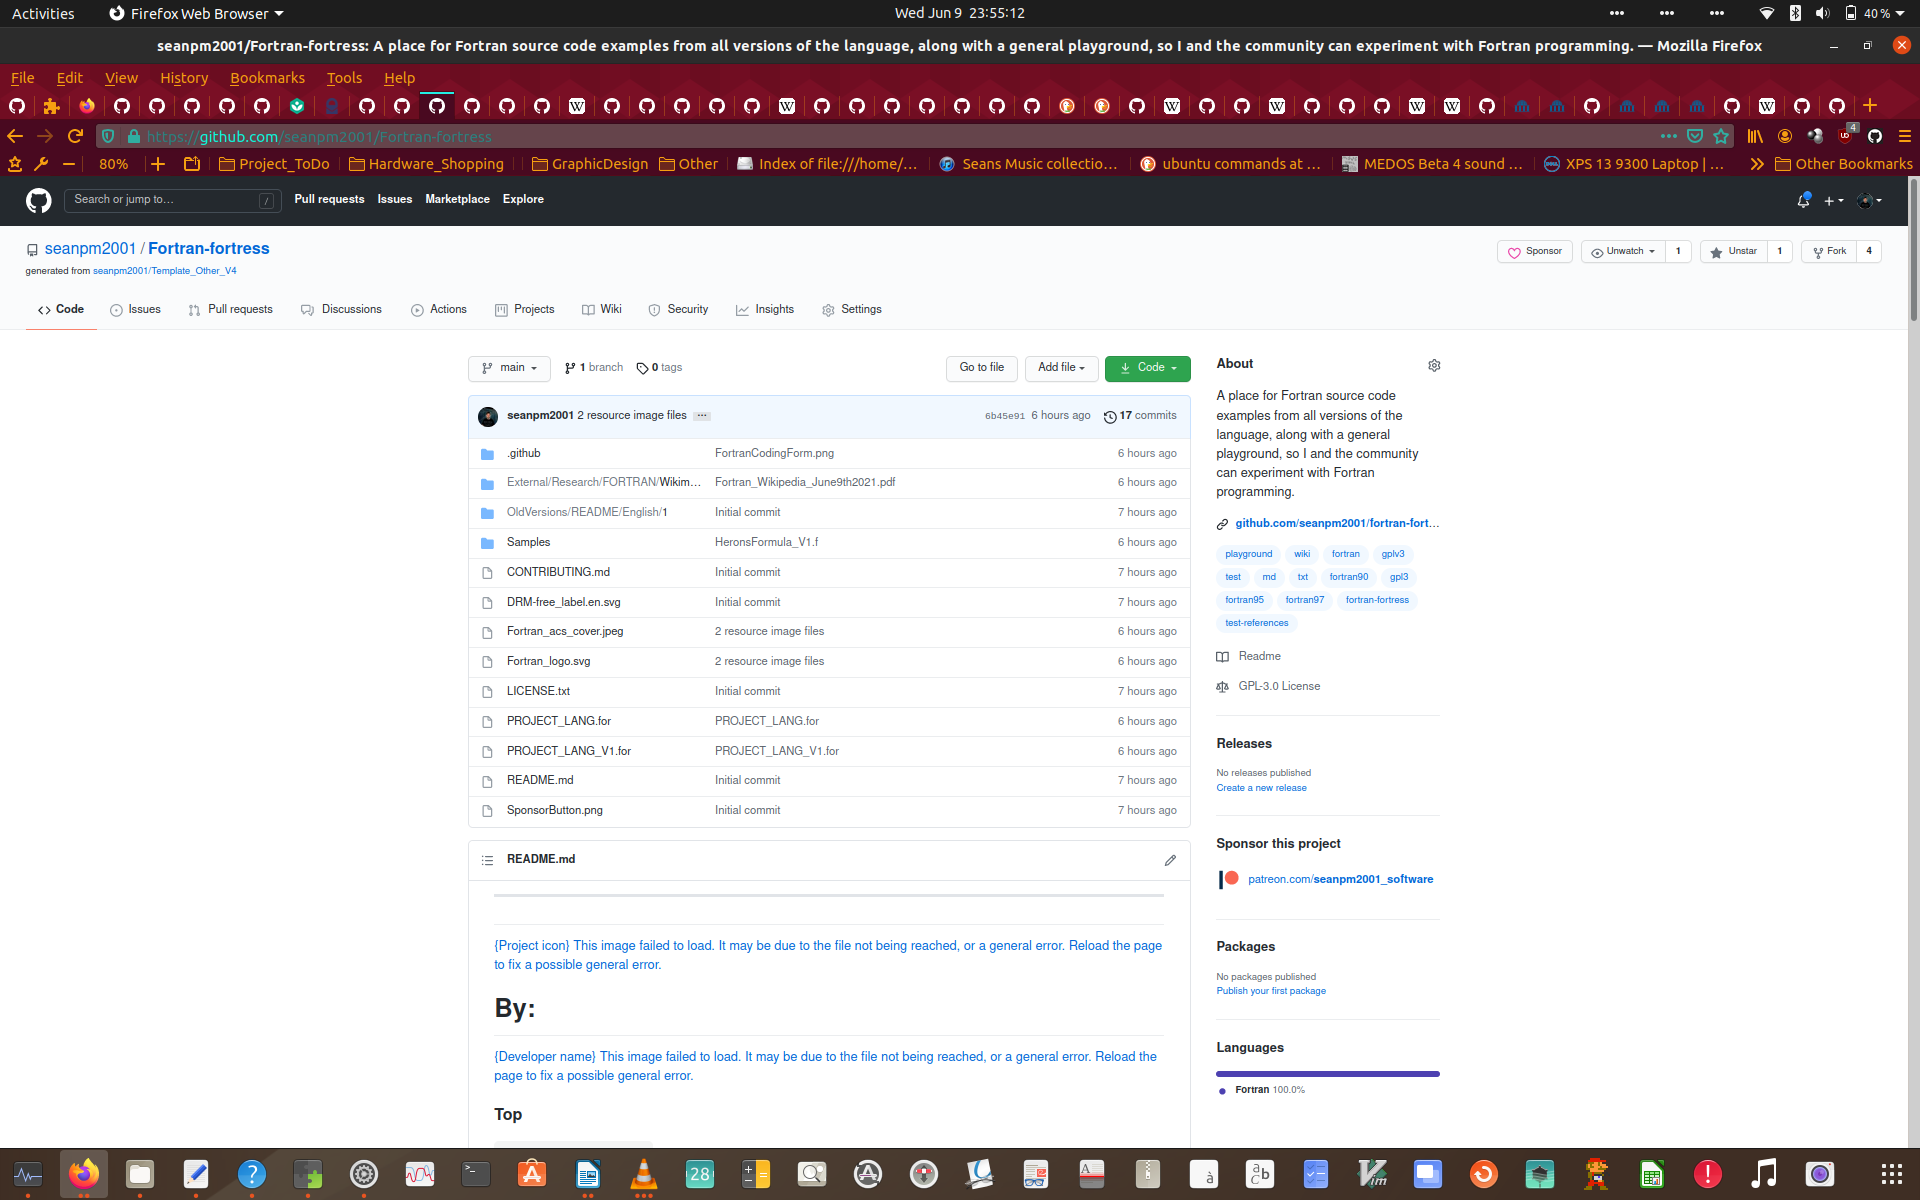 Activities
Firefox Web Browser
Wed Jun 9 23:55:12
40 %
seanpm2001/Fortran-fortress: A place for Fortran source code examples from all versions of the language, along with a general playground, so I and the community can experiment with Fortran programming. — Mozilla Firefox
File Edit View History Bookmarks Tools Help
https://github.com/seanpm2001/Fortran-fortress
4
80%
Project_ToDo
Hardware_Shopping
GraphicDesign
Other
Index of file:///home/...
Seans Music collectio...
ubuntu commands at ...
MEDOS Beta 4 sound ...
XPS 13 9300 Laptop | ...
Other Bookmarks
Search or jump to...
/
Pull requests Issues Marketplace Explore
seanpm2001 / Fortran-fortress
generated from seanpm2001/Template_Other_V4
Sponsor
Unwatch 1
Unstar 1
Fork 4
Code
Issues
Pull requests
Discussions
Actions
Projects
Wiki
Security
Insights
Settings
main
1 branch
0 tags
Go to file
Add file
Code
seanpm2001 2 resource image files ...
6b45e91 6 hours ago
17 commits
.github FortranCodingForm.png 6 hours ago
External/Research/FORTRAN/Wikim... Fortran_Wikipedia_June9th2021.pdf 6 hours ago
OldVersions/README/English/1 Initial commit 7 hours ago
Samples HeronsFormula_V1.f 6 hours ago
CONTRIBUTING.md Initial commit 7 hours ago
DRM-free_label.en.svg Initial commit 7 hours ago
Fortran_acs_cover.jpeg 2 resource image files 6 hours ago
Fortran_logo.svg 2 resource image files 6 hours ago
LICENSE.txt Initial commit 7 hours ago
PROJECT_LANG.for PROJECT_LANG.for 6 hours ago
PROJECT_LANG_V1.for PROJECT_LANG_V1.for 6 hours ago
README.md Initial commit 7 hours ago
SponsorButton.png Initial commit 7 hours ago
README.md
{Project icon} This image failed to load. It may be due to the file not being reached, or a general error. Reload the page
to fix a possible general error.
By:
{Developer name} This image failed to load. It may be due to the file not being reached, or a general error. Reload the
page to fix a possible general error.
Top
About
A place for Fortran source code
examples from all versions of the
language, along with a general
playground, so I and the community
can experiment with Fortran
programming.
github.com/seanpm2001/fortran-fort...
playground wiki fortran gplv3
test md txt fortran90 gpl3
fortran95 fortran97 fortran-fortress
test-references
Readme
GPL-3.0 License
Releases
No releases published
Create a new release
Sponsor this project
patreon.com/seanpm2001_software
Packages
No packages published
Publish your first package
Languages
Fortran 100.0%
28